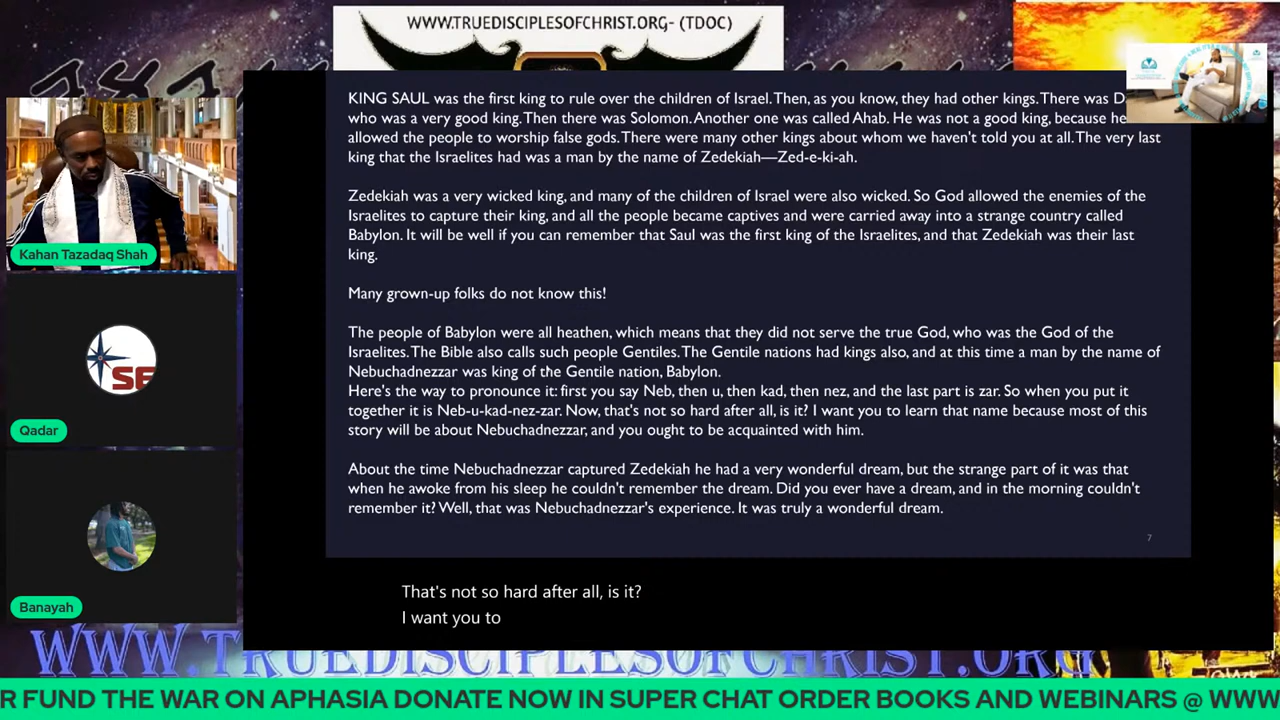 WWW.TRUEDISCIPLESOFCHRIST.ORG- (TDOC)
KING SAUL was the first king to rule over the children of Israel. Then, as you know, they had other kings. There was D
who was a very good king. Then there was Solomon. Another one was called Ahab. He was not a good king, because he
allowed the people to worship false gods. There were many other kings about whom we haven't told you at all. The very last
king that the Israelites had was a man by the name of Zedekiah—Zed-e-ki-ah.
Zedekiah was a very wicked king, and many of the children of Israel were also wicked. So God allowed the enemies of the
Israelites to capture their king, and all the people became captives and were carried away into a strange country called
Babylon. It will be well if you can remember that Saul was the first king of the Israelites, and that Zedekiah was their last
king.
Many grown-up folks do not know this!
The people of Babylon were all heathen, which means that they did not serve the true God, who was the God of the
Israelites. The Bible also calls such people Gentiles. The Gentile nations had kings also, and at this time a man by the name of
Nebuchadnezzar was king of the Gentile nation, Babylon.
Here's the way to pronounce it: first you say Neb, then u, then kad, then nez, and the last part is zar. So when you put it
together it is Neb-u-kad-nez-zar. Now, that's not so hard after all, is it? I want you to learn that name because most of this
story will be about Nebuchadnezzar, and you ought to be acquainted with him.
About the time Nebuchadnezzar captured Zedekiah he had a very wonderful dream, but the strange part of it was that
when he awoke from his sleep he couldn't remember the dream. Did you ever have a dream, and in the morning couldn't
remember it? Well, that was Nebuchadnezzar's experience. It was truly a wonderful dream.
7
Kahan Tazadaq Shah
SE
Qadar
Banayah
That's not so hard after all, is it?
I want you to
WWW.TRUEDISCIPLESOFCHRIST.ORG
R FUND THE WAR ON APHASIA DONATE NOW IN SUPER CHAT ORDER BOOKS AND WEBINARS @ WWW